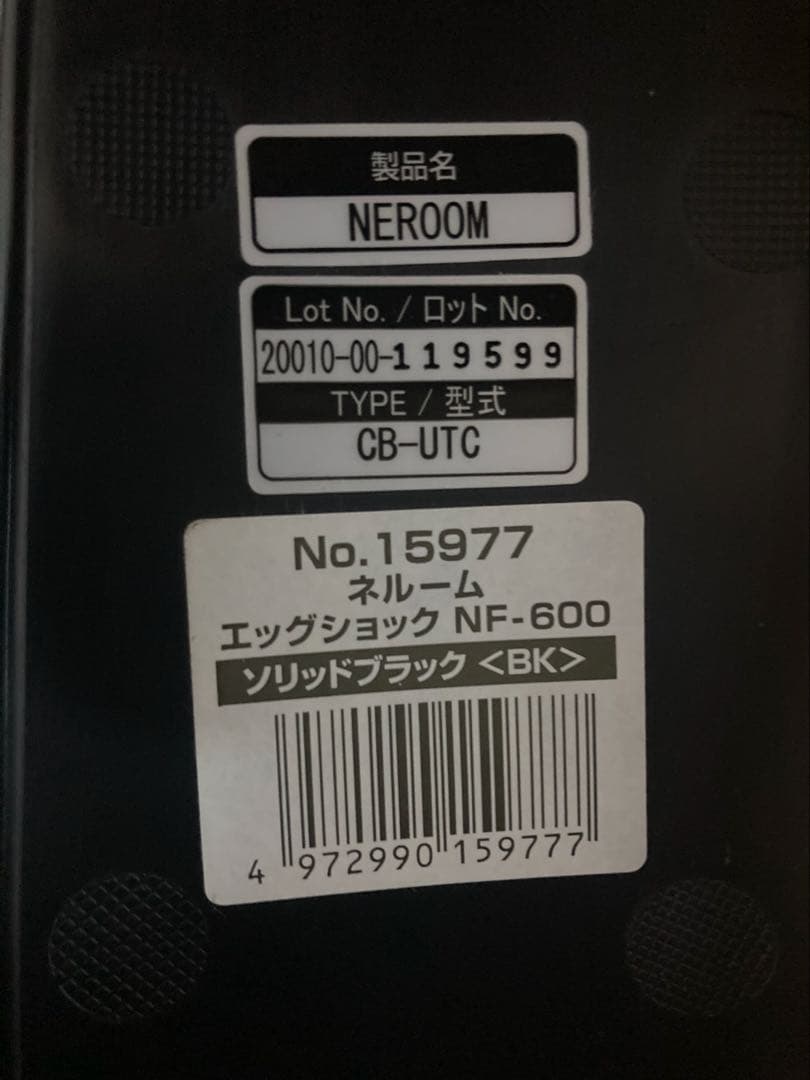 製品名
NEROOM
Lot No. / ロット No.
20010-00-119599
TYPE / 型式
CB-UTC
No.15977
ネルーム
エッグショック NF-600
ソリッドブラック<BK>
4 972990 159777